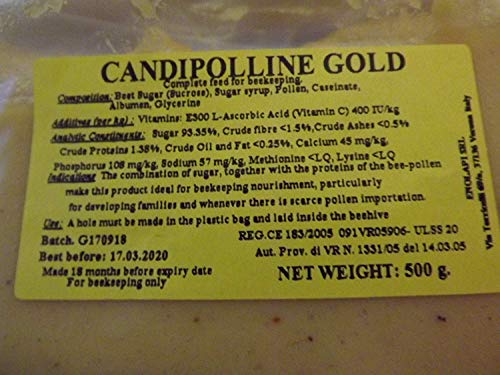 CANDIPOLLINE GOLD
Complete feed for beekeeping.
Composition: Beet Sugar (Sucrose), Sugar syrup, Pollen, Caseinate,
Albumen, Glycerine
Additives (per kg): Vitamins: E300 L-Ascorbic Acid (Vitamin C) 400 IU/kg
Analytic Constituents: Sugar 93.35%, Crude fibre <1.5%, Crude Ashes <0.5%
Crude Proteins 1.38%, Crude Oil and Fat <0.25%, Calcium 45 mg/kg,
Phosphorus 108 mg/kg, Sodium 57 mg/kg, Methionine <LQ, Lysine <LQ
Indications The combination of sugar, together with the proteins of the bee-pollen
make this product ideal for beekeeping nourishment, particularly
for developing families and whenever there is scarce pollen importation.
Use: A hole must be made in the plastic bag and laid inside the beehive
Batch. G170918
REG.CE 183/2005 091VR05906- ULSS 20
Best before: 17.03.2020
Aut. Prov. di VR N. 1331/05 del 14.03.05
Made 18 months before expiry date
For beekeeping only
NET WEIGHT: 500 g.
ENOLAPI SRL
Via 37136 Verona Italy